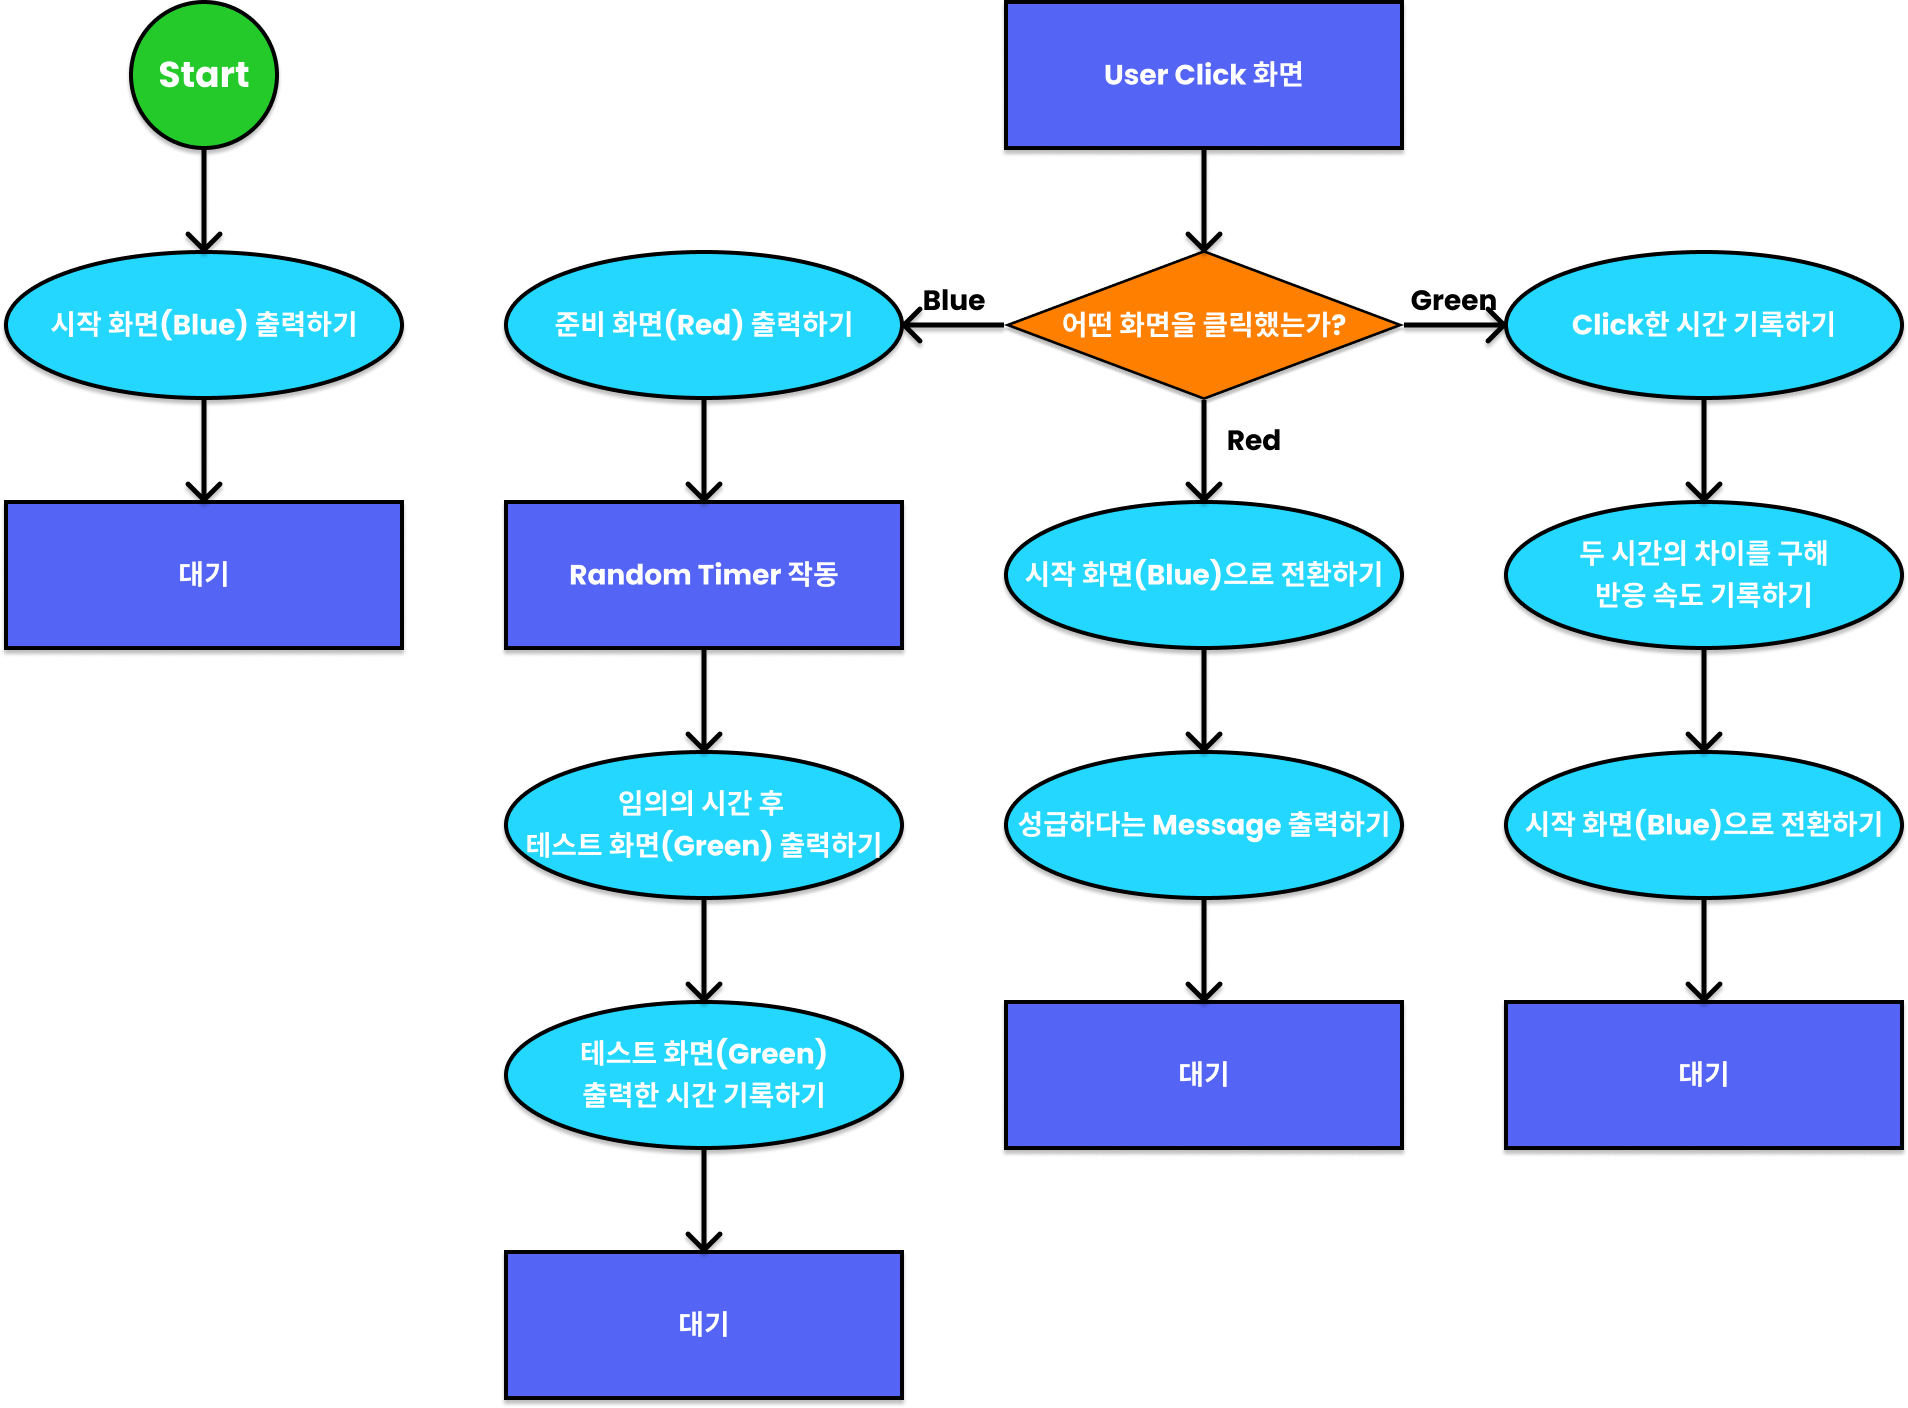 Start
시작 화면(Blue) 출력하기
대기
User Click 화면
어떤 화면을 클릭했는가?
Blue
준비 화면(Red) 출력하기
Random Timer 작동
임의의 시간 후
테스트 화면(Green) 출력하기
테스트 화면(Green)
출력한 시간 기록하기
대기
Red
시작 화면(Blue)으로 전환하기
성급하다는 Message 출력하기
대기
Green
Click한 시간 기록하기
두 시간의 차이를 구해
반응 속도 기록하기
시작 화면(Blue)으로 전환하기
대기